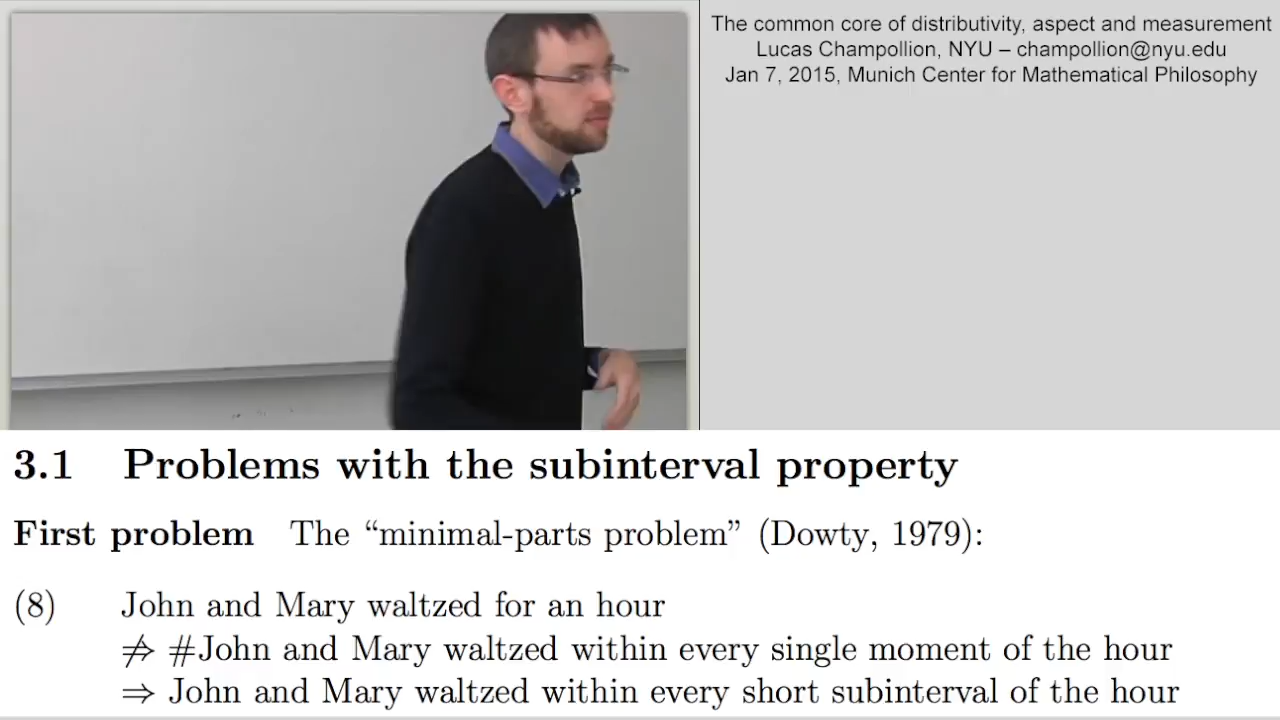 The common core of distributivity, aspect and measurement
Lucas Champollion, NYU – champollion@nyu.edu
Jan 7, 2015, Munich Center for Mathematical Philosophy
3.1 Problems with the subinterval property
First problem The “minimal-parts problem” (Dowty, 1979):
(8) John and Mary waltzed for an hour
⇏ #John and Mary waltzed within every single moment of the hour
⇒ John and Mary waltzed within every short subinterval of the hour